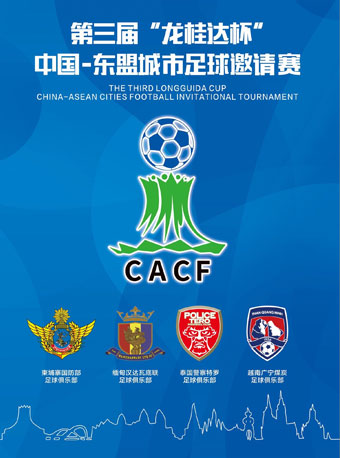 第三届“龙桂达杯”
中国-东盟城市足球邀请赛
THE THIRD LONGGUIDA CUP
CHINA-ASEAN CITIES FOOTBALL INVITATIONAL TOURNAMENT
CACF
POLICE
TERO
柬埔寨国防部
足球俱乐部
缅甸汉达瓦底联
足球俱乐部
泰国警察特罗
足球俱乐部
越南广宁煤炭
足球俱乐部